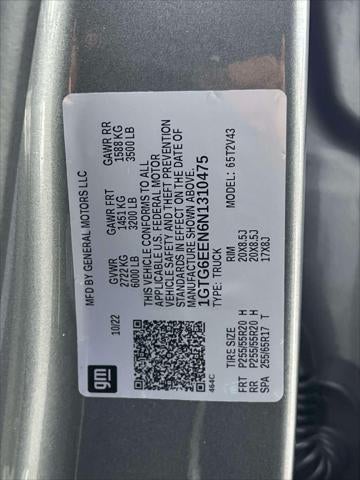 MFD BY GENERAL MOTORS LLC
10/22
GVWR
2722 KG
6000 LB
GAWR FRT
1451 KG
3200 LB
GAWR RR
1588 KG
3500 LB
THIS VEHICLE CONFORMS TO ALL
APPLICABLE U.S. FEDERAL MOTOR
VEHICLE SAFETY AND THEFT PREVENTION
STANDARDS IN EFFECT ON THE DATE OF
MANUFACTURE SHOWN ABOVE.
1GTG6EEN6N1310475
TYPE: TRUCK
MODEL: 65T2V43
gm
464C
TIRE SIZE RIM
FRT P255/55R20 H 20X8.5J
RR P255/55R20 H 20X8.5J
SPA 255/65R17 T 17X8J